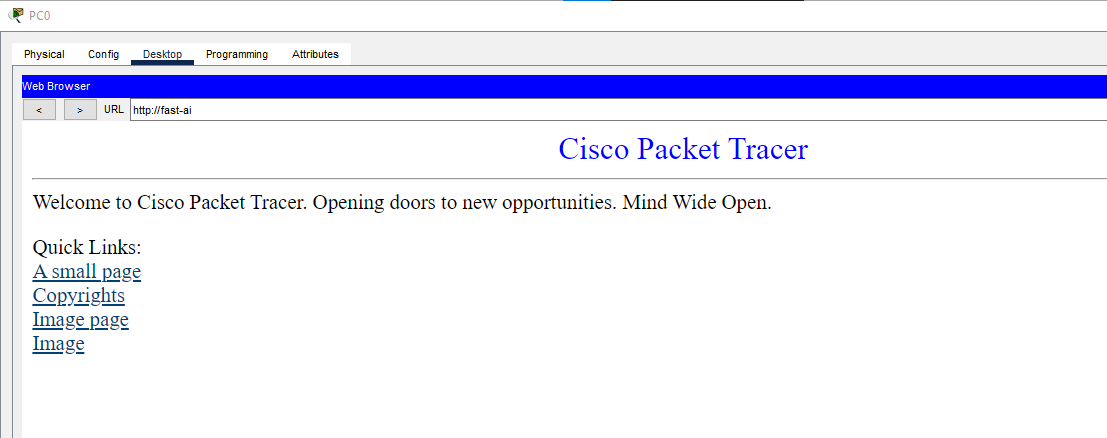 PC0
Physical Config Desktop Programming Attributes
Web Browser
< > URL http://fast-ai
Cisco Packet Tracer
Welcome to Cisco Packet Tracer. Opening doors to new opportunities. Mind Wide Open.
Quick Links:
A small page
Copyrights
Image page
Image